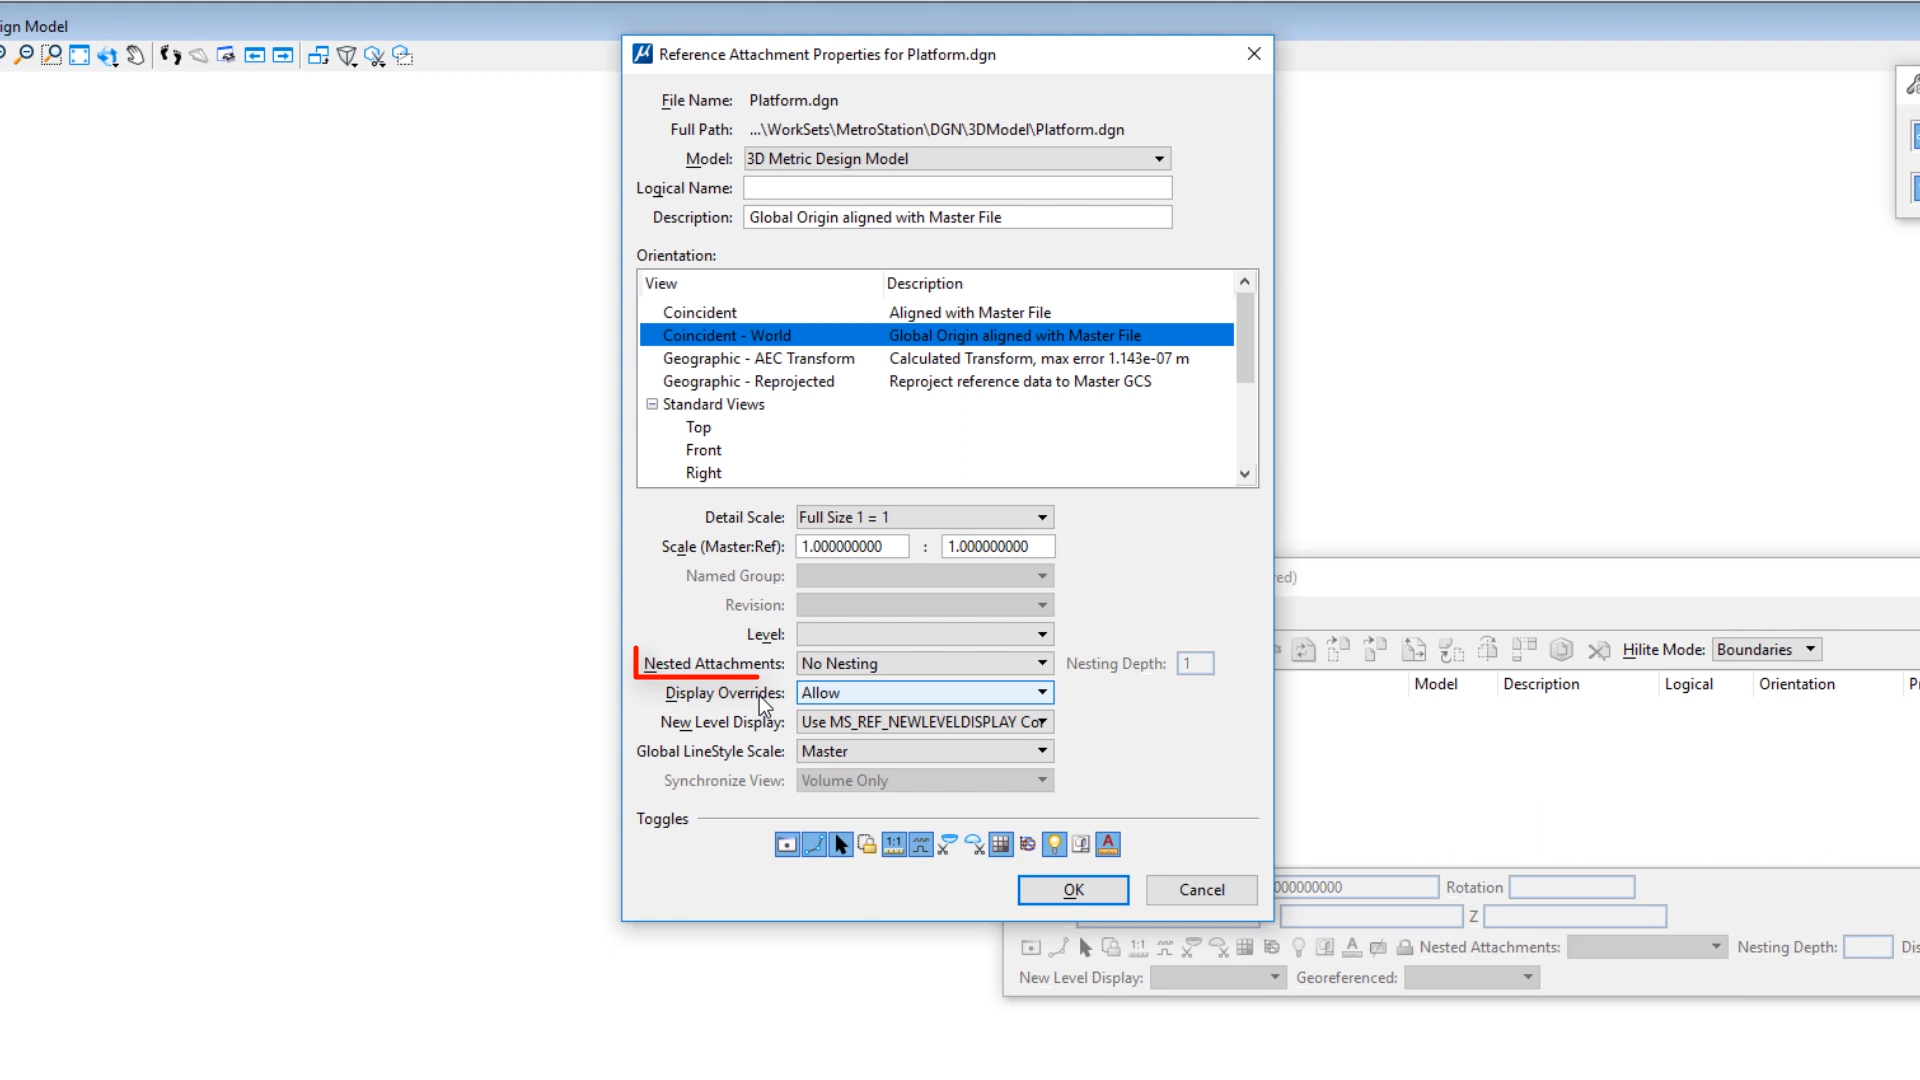 ign Model
Reference Attachment Properties for Platform.dgn
File Name: Platform.dgn
Full Path: ...\WorkSets\MetroStation\DGN\3DModel\Platform.dgn
Model: 3D Metric Design Model
Logical Name:
Description: Global Origin aligned with Master File
Orientation:
View Description
Coincident Aligned with Master File
Coincident - World Global Origin aligned with Master File
Geographic - AEC Transform Calculated Transform, max error 1.143e-07 m
Geographic - Reprojected Reproject reference data to Master GCS
Standard Views
Top
Front
Right
Detail Scale: Full Size 1 = 1
Scale (Master:Ref): 1.000000000 : 1.000000000
Named Group:
Revision:
Level:
Nested Attachments: No Nesting Nesting Depth: 1
Display Overrides: Allow
New Level Display: Use MS_REF_NEWLEVELDISPLAY Cor
Global LineStyle Scale: Master
Synchronize View: Volume Only
Toggles
1:1 A
OK Cancel
ed)
Hilite Mode: Boundaries
Model Description Logical Orientation P
000000000 Rotation
Z
1:1 A Nested Attachments: Nesting Depth: Dis
New Level Display: Georeferenced: